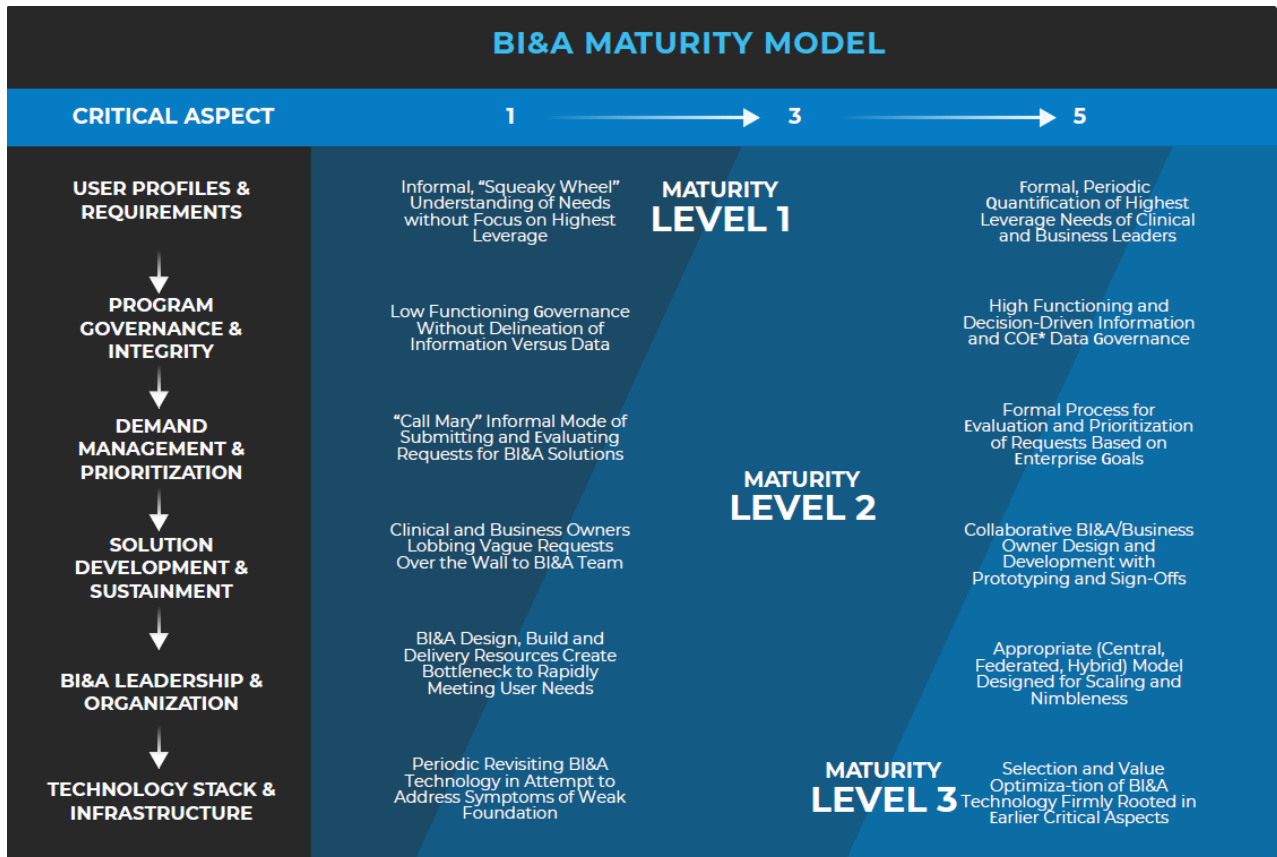 BI&A MATURITY MODEL
CRITICAL ASPECT
1
3
5
USER PROFILES &
REQUIREMENTS
Informal, “Squeaky Wheel”
Understanding of Needs
without Focus on Highest
Leverage
MATURITY
LEVEL 1
Formal, Periodic
Quantification of Highest
Leverage Needs of Clinical
and Business Leaders
PROGRAM
GOVERNANCE &
INTEGRITY
Low Functioning Governance
Without Delineation of
Information Versus Data
High Functioning and
Decision-Driven Information
and COE* Data Governance
DEMAND
MANAGEMENT &
PRIORITIZATION
“Call Mary” Informal Mode of
Submitting and Evaluating
Requests for BI&A Solutions
MATURITY
LEVEL 2
Formal Process for
Evaluation and Prioritization
of Requests Based on
Enterprise Goals
SOLUTION
DEVELOPMENT &
SUSTAINMENT
Clinical and Business Owners
Lobbing Vague Requests
Over the Wall to BI&A Team
Collaborative BI&A/Business
Owner Design and
Development with
Prototyping and Sign-Offs
BI&A LEADERSHIP &
ORGANIZATION
BI&A Design, Build and
Delivery Resources Create
Bottleneck to Rapidly
Meeting User Needs
Appropriate (Central,
Federated, Hybrid) Model
Designed for Scaling and
Nimbleness
TECHNOLOGY STACK &
INFRASTRUCTURE
Periodic Revisiting BI&A
Technology in Attempt to
Address Symptoms of Weak
Foundation
MATURITY
LEVEL 3
Selection and Value
Optimiza-tion of BI&A
Technology Firmly Rooted in
Earlier Critical Aspects